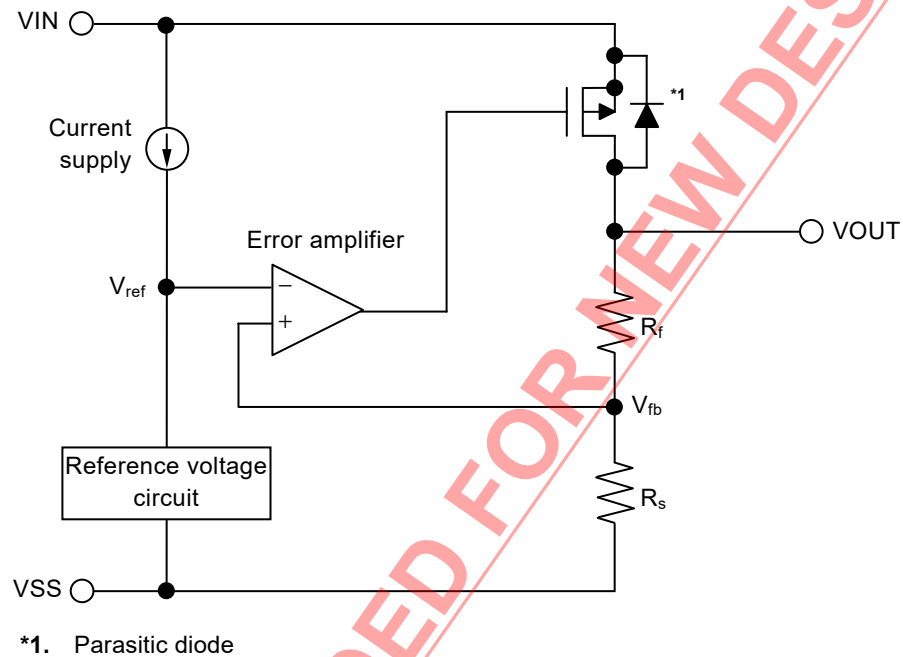 VIN
*1
Current
supply
Error amplifier
VOUT
Vref
−
+
Rf
Vfb
Reference voltage
circuit
Rs
VSS
*1. Parasitic diode
DED FOR NEW DES